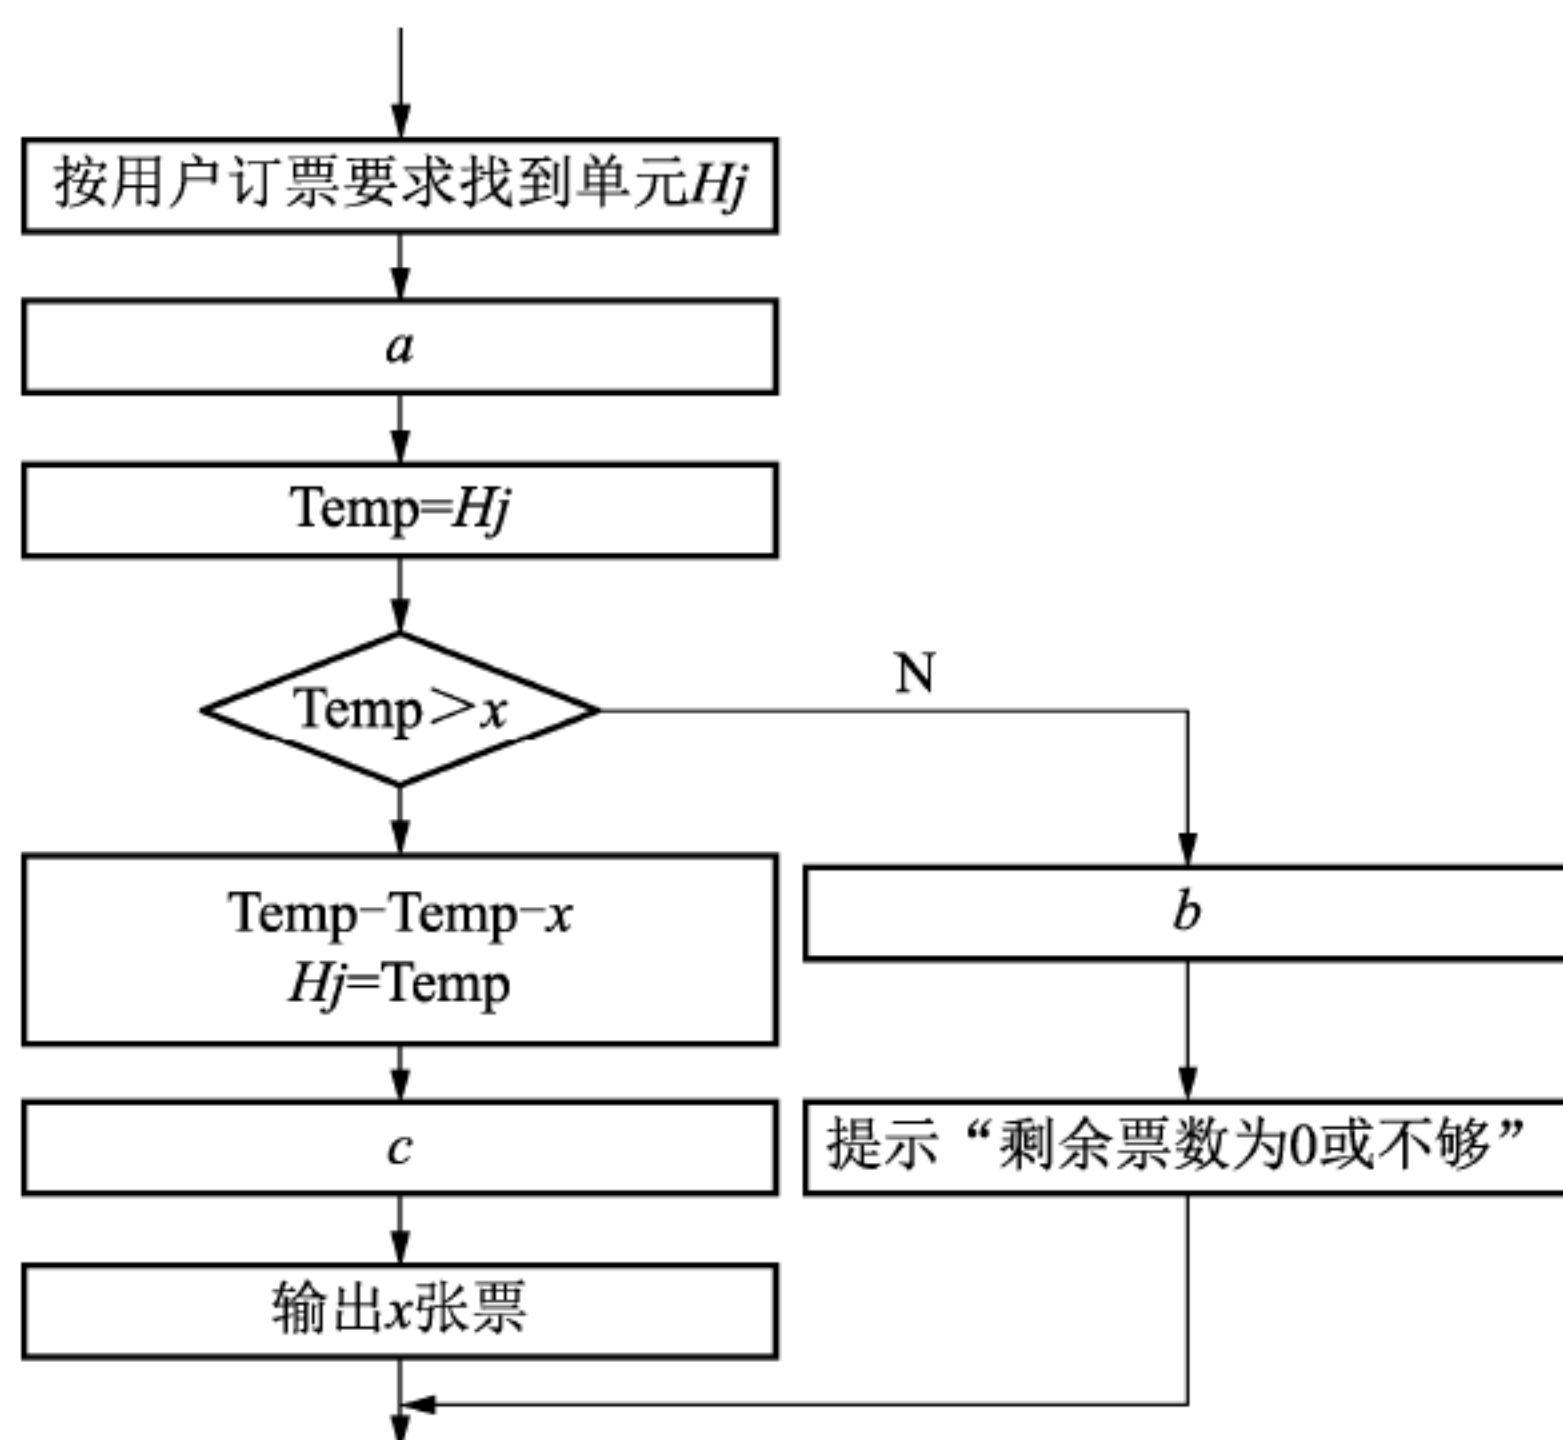 按用户订票要求找到单元Hj
a
Temp=Hj
Temp＞x
N
Temp-Temp-x
Hj=Temp
b
c
提示“剩余票数为0或不够”
输出x张票